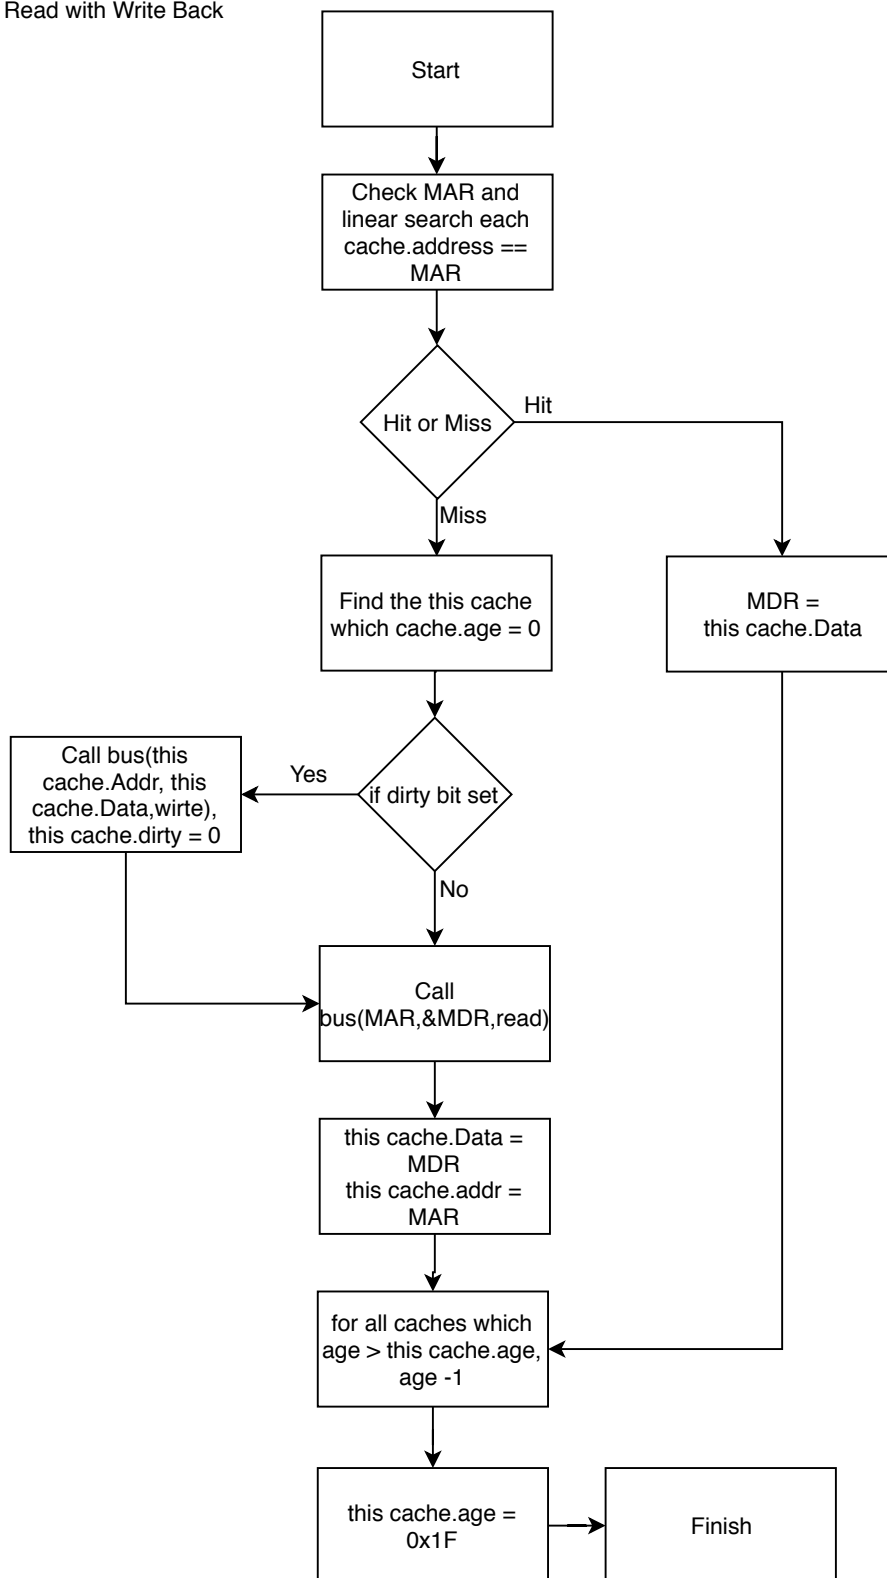 Read with Write Back
Start
Check MAR and
linear search each
cache.address ==
MAR
Hit or Miss
Hit
Miss
Find the this cache
which cache.age = 0
MDR =
this cache.Data
if dirty bit set
Yes
Call bus(this
cache.Addr, this
cache.Data,wirte),
this cache.dirty = 0
No
Call
bus(MAR,&MDR,read)
this cache.Data =
MDR
this cache.addr =
MAR
for all caches which
age > this cache.age,
age -1
this cache.age =
0x1F
Finish